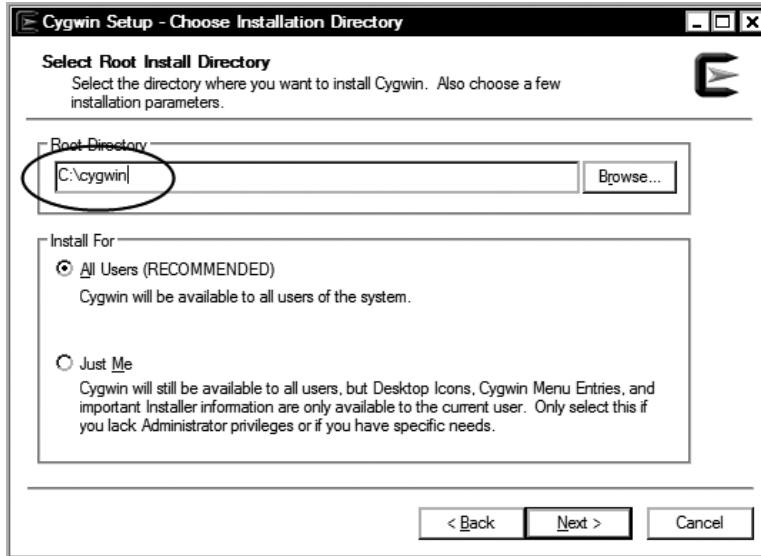 Cygwin Setup - Choose Installation Directory
Select Root Install Directory
Select the directory where you want to install Cygwin. Also choose a few
installation parameters.
Root Directory
C:\cygwin
Browse...
Install For
All Users (RECOMMENDED)
Cygwin will be available to all users of the system.
Just Me
Cygwin will still be available to all users, but Desktop Icons, Cygwin Menu Entries, and
important Installer information are only available to the current user. Only select this if
you lack Administrator privileges or if you have specific needs.
< Back Next > Cancel